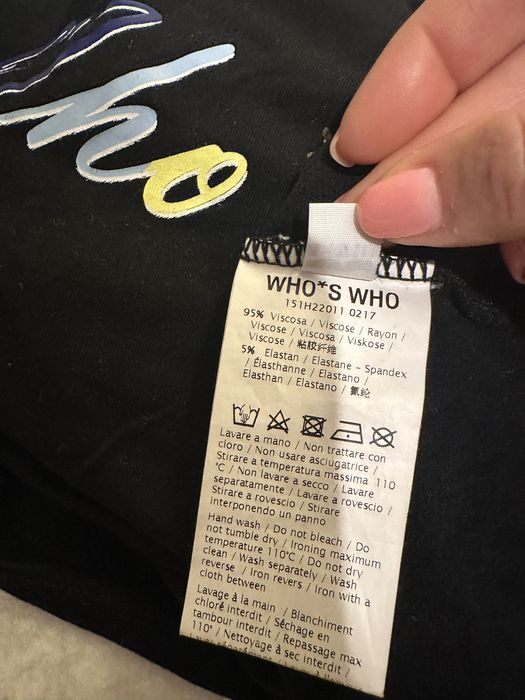 Who
WHO*S WHO
151H22011 0217
95% Viscosa / Viscose / Rayon /
Viscose / Viscosa / Viskose /
Viscose / 粘胶纤维
5% Elastan / Elastane - Spandex
/ Élasthanne / Elastano /
Elasthan / Elastano / 氨纶
Lavare a mano / Non trattare con
cloro / Non usare asciugatrice /
Stirare a temperatura massima 110
°C / Non lavare a secco / Lavare
separatamente / Lavare a rovescio /
Stirare a rovescio / Stirare
interponendo un panno
Hand wash / Do not bleach / Do
not tumble dry / Ironing maximum
temperature 110°C / Do not dry
clean / Wash separately / Wash
reverse / Iron revers / Iron with a
cloth between
Lavage à la main / Blanchiment
chloré interdit / Séchage en
tambour interdit / Repassage max
110° / Nettoyage à sec interdit /